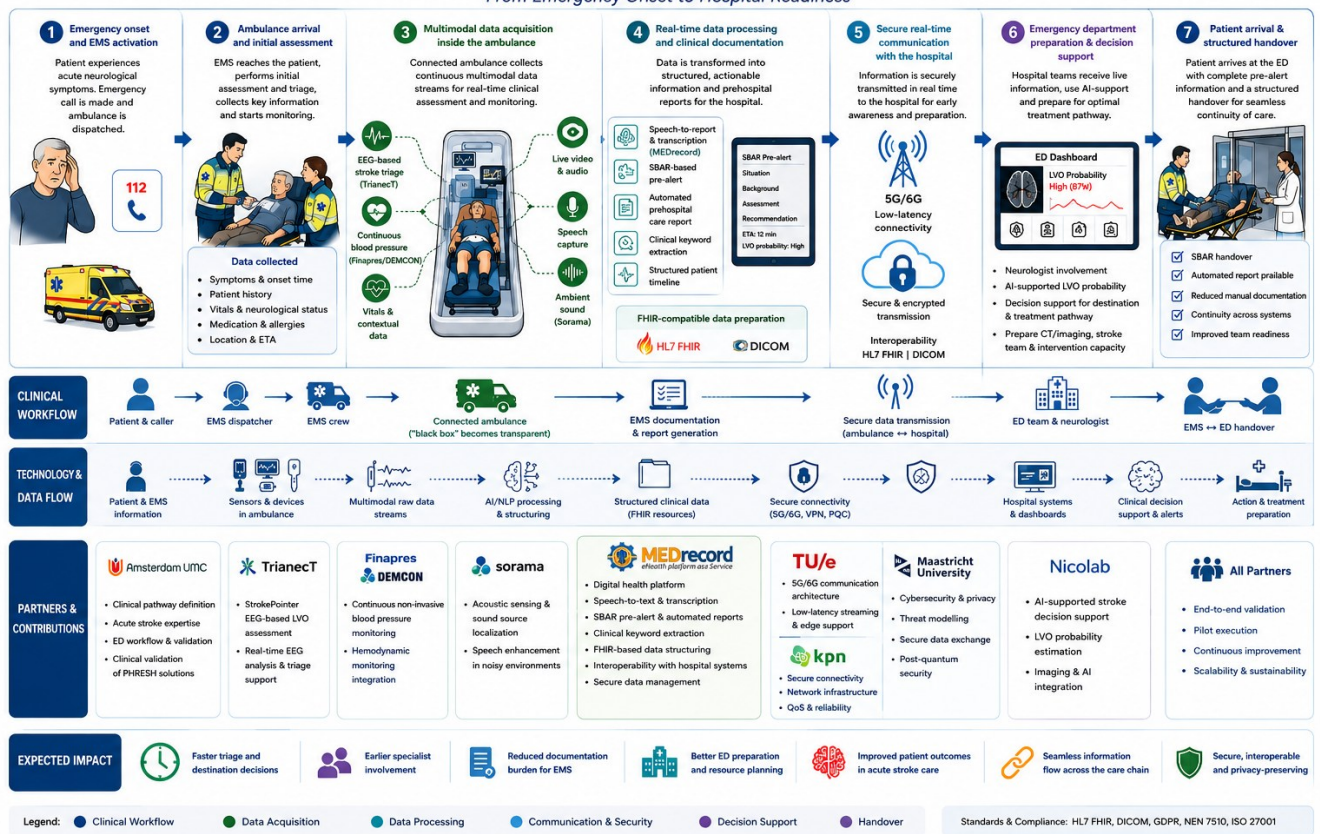 From Emergency Onset to Hospital Readiness
1
Emergency onset
and EMS activation
Patient experiences
acute neurological
symptoms. Emergency
call is made and
ambulance is
dispatched.
112
2
Ambulance arrival
and initial assessment
EMS reaches the patient,
performs initial
assessment and triage,
collects key information
and starts monitoring.
Data collected
• Symptoms & onset time
• Patient history
• Vitals & neurological status
• Medication & allergies
• Location & ETA
3
Multimodal data acquisition
inside the ambulance
Connected ambulance collects
continuous multimodal data
streams for real-time clinical
assessment and monitoring.
EEG-based
stroke triage
(TrianecT)
Continuous
blood pressure
(Finapres/DEMCON)
Vitals &
contextual
data
Live video
& audio
Speech
capture
Ambient
sound
(Sorama)
4
Real-time data processing
and clinical documentation
Data is transformed into
structured, actionable
information and prehospital
reports for the hospital.
Speech-to-report
& transcription
(MEDrecord)
SBAR-based
pre-alert
Automated
prehospital
care report
Clinical keyword
extraction
Structured patient
timeline
SBAR Pre-alert
Situation
Background
Assessment
Recommendation
ETA: 12 min
LVO probability: High
FHIR-compatible data preparation
HL7 FHIR
DICOM
5
Secure real-time
communication
with the hospital
Information is securely
transmitted in real time
to the hospital for early
awareness and preparation.
5G/6G
Low-latency
connectivity
Secure & encrypted
transmission
Interoperability
HL7 FHIR | DICOM
6
Emergency department
preparation & decision
support
Hospital teams receive live
information, use AI-support
and prepare for optimal
treatment pathway.
ED Dashboard
LVO Probability
High (87W)
• Neurologist involvement
• AI-supported LVO probability
• Decision support for destination
& treatment pathway
• Prepare CT/imaging, stroke
team & intervention capacity
7
Patient arrival &
structured handover
Patient arrives at the ED
with complete pre-alert
information and a structured
handover for seamless
continuity of care.
SBAR handover
Automated report prailable
Reduced manual documentation
Continuity across systems
Improved team readiness
CLINICAL
WORKFLOW
Patient & caller
EMS dispatcher
EMS crew
Connected ambulance
("black box" becomes transparent)
EMS documentation
& report generation
Secure data transmission
(ambulance ↔ hospital)
ED team & neurologist
EMS ↔ ED handover
TECHNOLOGY &
DATA FLOW
Patient & EMS
information
Sensors & devices
in ambulance
Multimodal raw data
streams
AI/NLP processing
& structuring
Structured clinical data
(FHIR resources)
Secure connectivity
(5G/6G, VPN, PQC)
Hospital systems
& dashboards
Clinical decision
support & alerts
Action & treatment
preparation
PARTNERS &
CONTRIBUTIONS
Amsterdam UMC
• Clinical pathway definition
• Acute stroke expertise
• ED workflow & validation
• Clinical validation
of PHRESH solutions
TrianecT
• StrokePointer
EEG-based LVO
assessment
• Real-time EEG
analysis & triage
support
Finapres
DEMCON
• Continuous non-invasive
blood pressure
monitoring
• Hemodynamic
monitoring
integration
sorama
• Acoustic sensing &
sound source
localization
• Speech enhancement
in noisy environments
MEDrecord
eHealth platform as a Service
• Digital health platform
• Speech-to-text & transcription
• SBAR pre-alert & automated reports
• Clinical keyword extraction
• FHIR-based data structuring
• Interoperability with hospital systems
• Secure data management
TU/e
• 5G/6G communication
architecture
• Low-latency streaming
& edge support
kpn
• Secure connectivity
• Network infrastructure
• QoS & reliability
Maastricht
University
• Cybersecurity & privacy
• Threat modelling
• Secure data exchange
• Post-quantum
security
Nicolab
• AI-supported stroke
decision support
• LVO probability
estimation
• Imaging & AI
integration
All Partners
• End-to-end validation
• Pilot execution
• Continuous improvement
• Scalability & sustainability
EXPECTED IMPACT
Faster triage and
destination decisions
Earlier specialist
involvement
Reduced documentation
burden for EMS
Better ED preparation
and resource planning
Improved patient outcomes
in acute stroke care
Seamless information
flow across the care chain
Secure, interoperable
and privacy-preserving
Legend:
Clinical Workflow
Data Acquisition
Data Processing
Communication & Security
Decision Support
Handover
Standards & Compliance: HL7 FHIR, DICOM, GDPR, NEN 7510, ISO 27001